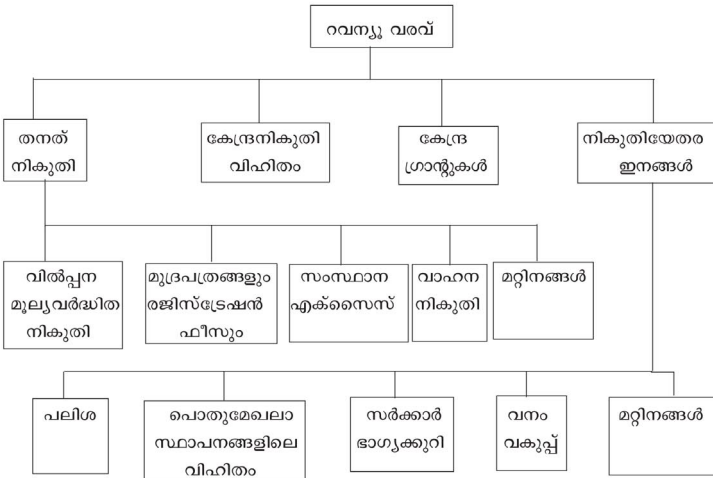 റവന്യൂ വരവ്
തനത്
നികുതി
കേന്ദ്രനികുതി
വിഹിതം
കേന്ദ്ര
ഗ്രാന്റുകൾ
നികുതിയേതര
ഇനങ്ങൾ
വിൽപ്പന
മൂല്യവർദ്ധിത
നികുതി
മുദ്രപത്രങ്ങളും
രജിസ്ട്രേഷൻ
ഫീസും
സംസ്ഥാന
എക്സൈസ്
വാഹന
നികുതി
മറ്റിനങ്ങൾ
പലിശ
പൊതുമേഖലാ
സ്ഥാപനങ്ങളിലെ
വിഹിതം
സർക്കാർ
ഭാഗ്യക്കുറി
വനം
വകുപ്പ്
മറ്റിനങ്ങൾ